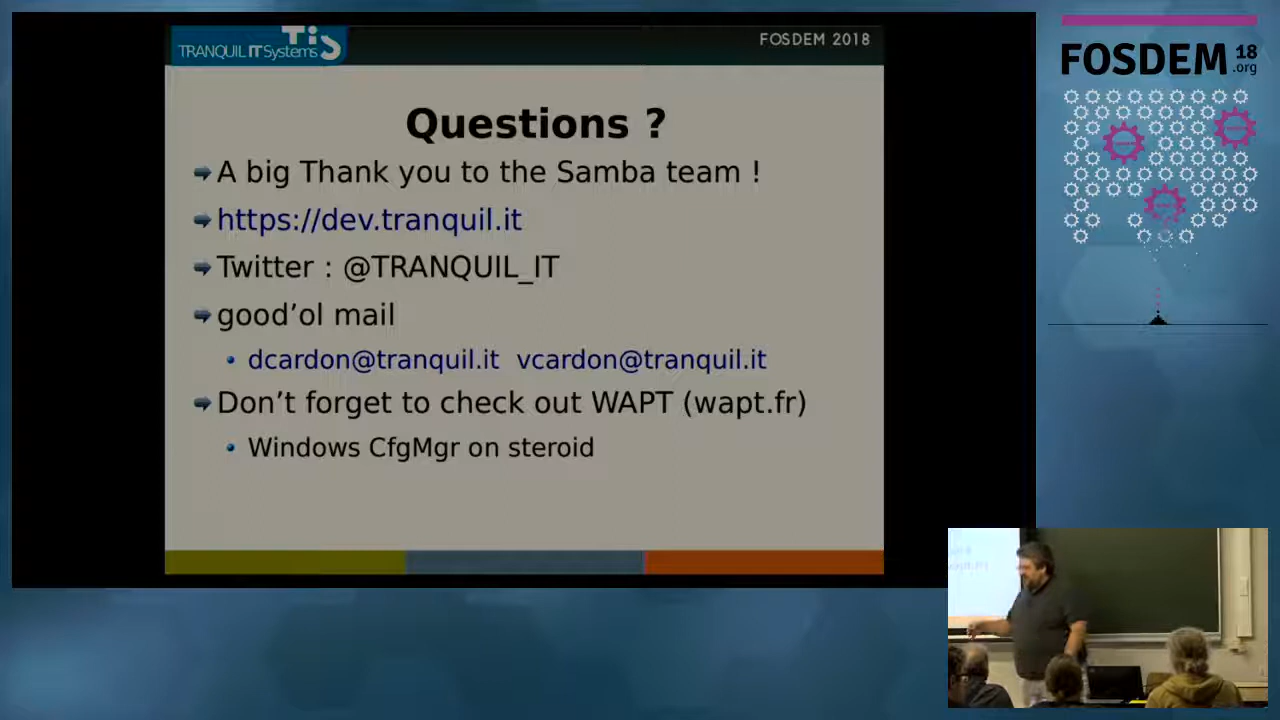 TRANQUIL IT Systems
TiS
FOSDEM 2018
Questions ?
A big Thank you to the Samba team !
https://dev.tranquil.it
Twitter : @TRANQUIL_IT
good’ol mail
dcardon@tranquil.it vcardon@tranquil.it
Don’t forget to check out WAPT (wapt.fr)
Windows CfgMgr on steroid
FOSDEM 18
.org